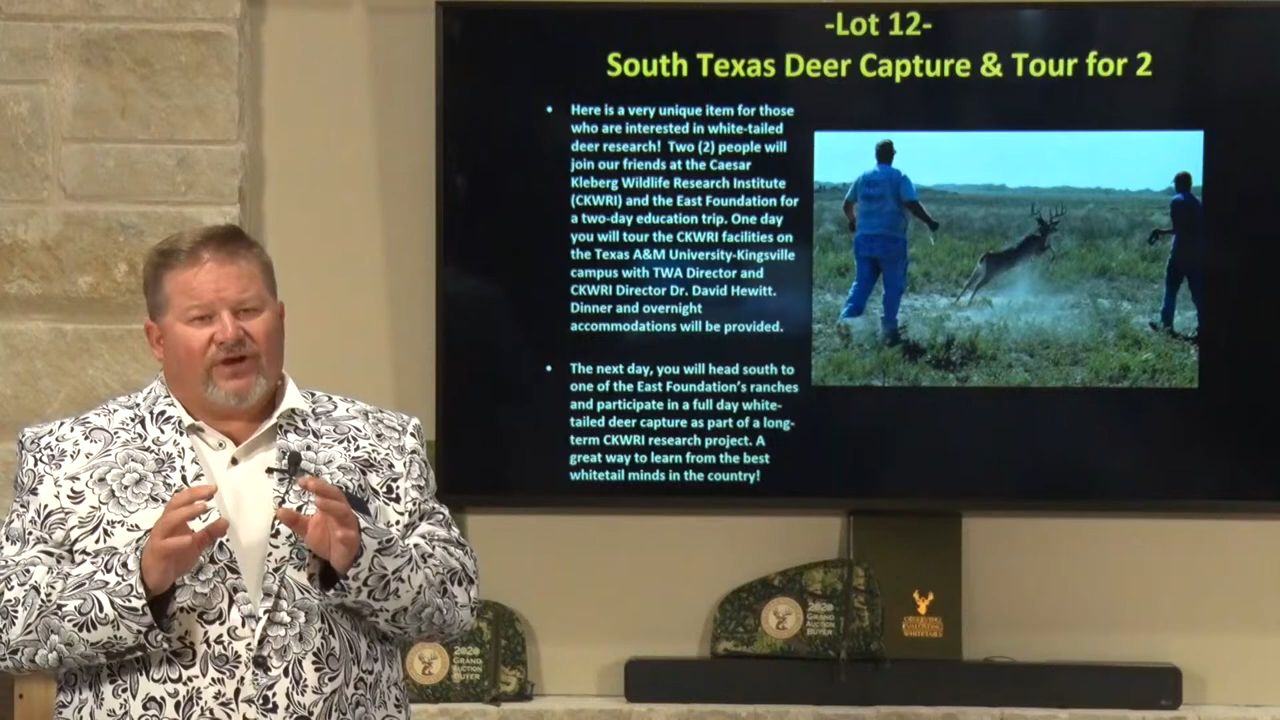 -Lot 12-
South Texas Deer Capture & Tour for 2
• Here is a very unique item for those
who are interested in white-tailed
deer research! Two (2) people will
join our friends at the Caesar
Kleberg Wildlife Research Institute
(CKWRI) and the East Foundation for
a two-day education trip. One day
you will tour the CKWRI facilities on
the Texas A&M University-Kingsville
campus with TWA Director and
CKWRI Director Dr. David Hewitt.
Dinner and overnight
accommodations will be provided.
• The next day, you will head south to
one of the East Foundation's ranches
and participate in a full day white-
tailed deer capture as part of a long-
term CKWRI research project. A
great way to learn from the best
whitetail minds in the country!
2020
GRAND
AUCTION
BUYER
2020
GRAND
AUCTION
BUYER
WHITETAIL